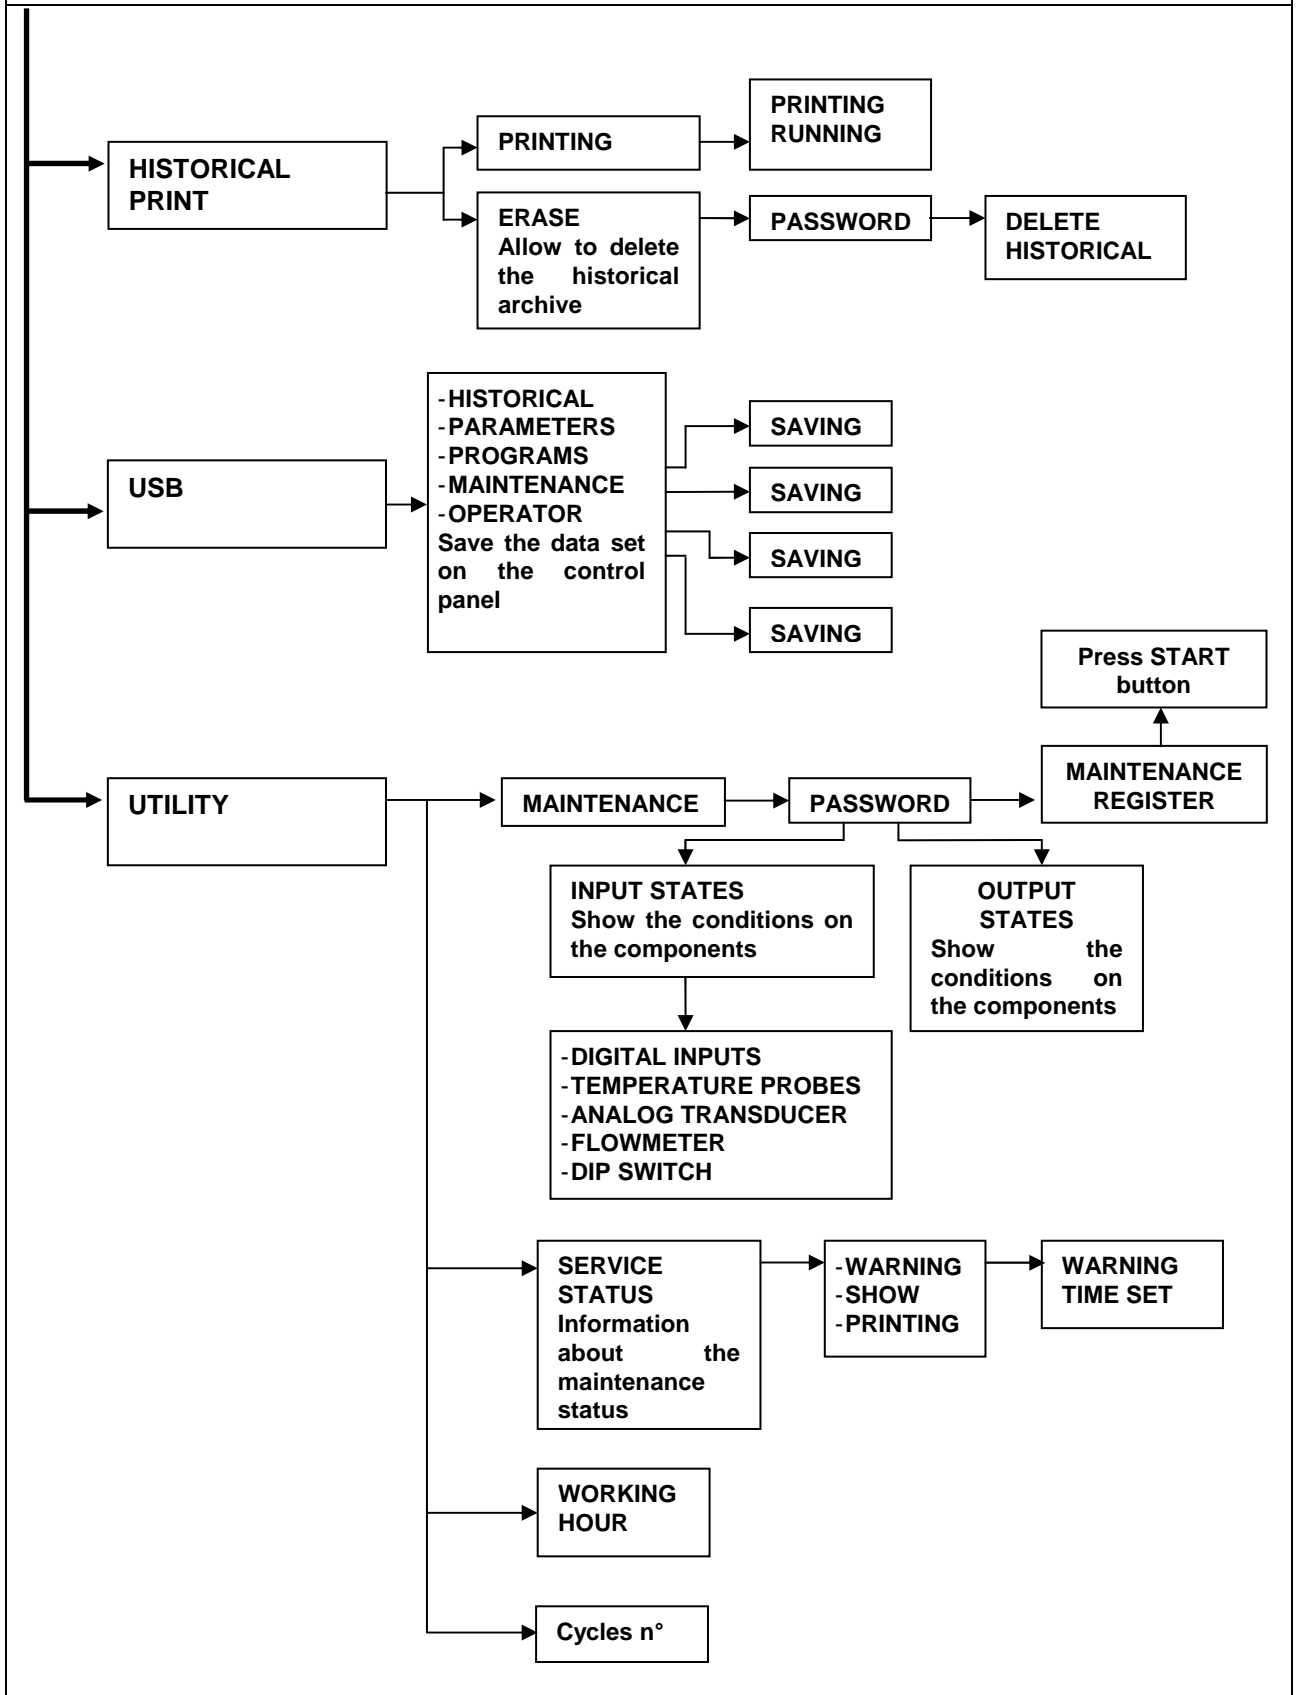 HISTORICAL
PRINT
PRINTING
PRINTING
RUNNING
ERASE
Allow to delete
the historical
archive
PASSWORD
DELETE
HISTORICAL
USB
-HISTORICAL
-PARAMETERS
-PROGRAMS
-MAINTENANCE
-OPERATOR
Save the data set
on the control
panel
SAVING
SAVING
SAVING
SAVING
UTILITY
MAINTENANCE
PASSWORD
MAINTENANCE
REGISTER
Press START
button
INPUT STATES
Show the conditions on
the components
OUTPUT
STATES
Show the
conditions on
the components
-DIGITAL INPUTS
-TEMPERATURE PROBES
-ANALOG TRANSDUCER
-FLOWMETER
-DIP SWITCH
SERVICE
STATUS
Information
about the
maintenance
status
-WARNING
-SHOW
-PRINTING
WARNING
TIME SET
WORKING
HOUR
Cycles n°